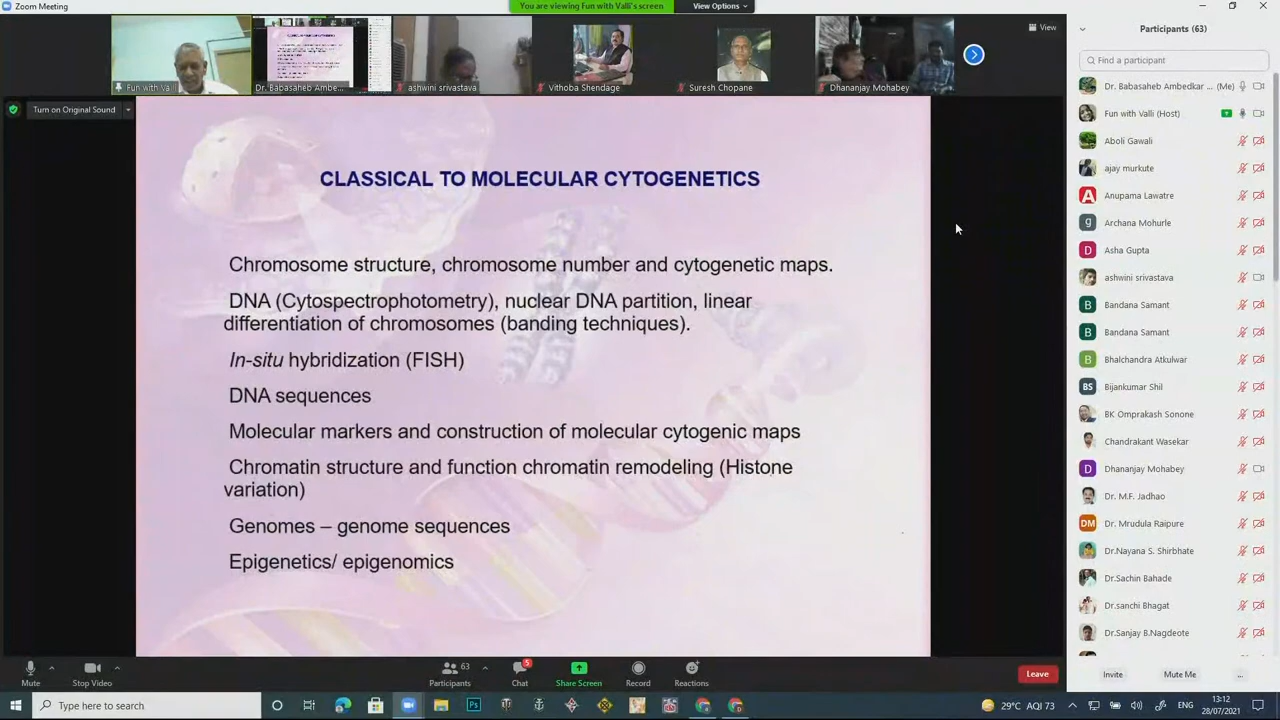 Zoom Meeting
You are viewing Fun with Valli's screen
View Options
View
Fun with Valli
Dr. Babasaheb Ambe...
ashwini srivastava
Vithoba Shendage
Suresh Chopane
Dhananjay Mohabey
Turn on Original Sound
CLASSICAL TO MOLECULAR CYTOGENETICS
Chromosome structure, chromosome number and cytogenetic maps.
DNA (Cytospectrophotometry), nuclear DNA partition, linear
differentiation of chromosomes (banding techniques).
In-situ hybridization (FISH)
DNA sequences
Molecular markers and construction of molecular cytogenic maps
Chromatin structure and function chromatin remodeling (Histone
variation)
Genomes – genome sequences
Epigenetics/ epigenomics
Participants (63)
Find a participant
Dr. Babasaheb Ambedkar ... (Me)
Fun with Valli (Host)
Aboli Gawali
ajay murkute
A Anupama Lawatre
g Archana Mohurle
A Asha Gupta
ashwini srivastava
B Bandana Samant
B Bandana Samant
B Bhalchandra Atkulwar
BS Bijankumar Shil
BK Omprakash Sonone
Chandrakant Wasekar
D Dhananjay Mohabey
Dr. M.F. Jadhao
DM Dr. Mrudula Raipure
Dr.Nayana S. Shirbhate
Dr.Sachin Bahade
Dr.sanchi Bhagat
Dr.Sanjay B.Nagdeote
Invite
Mute Me
...
Mute
Stop Video
63
Participants
5
Chat
Share Screen
Record
Reactions
Leave
Type here to search
Ps
29°C AQI 73
ENG
13:12
28/07/2021